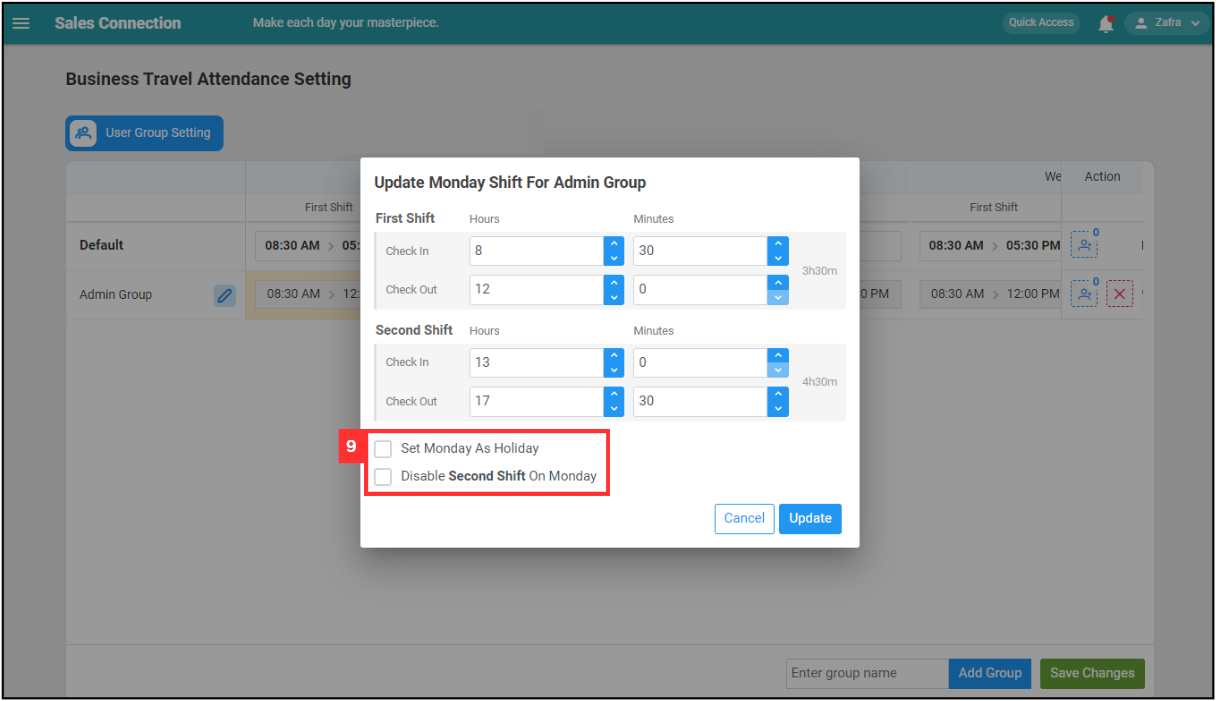 Sales Connection
Make each day your masterpiece.
Quick Access
Zafra
Business Travel Attendance Setting
User Group Setting
We
Action
First Shift
First Shift
Default
08:30 AM > 05:
08:30 AM > 05:30 PM
0
Admin Group
08:30 AM > 12:
0 PM
08:30 AM > 12:00 PM
0
Update Monday Shift For Admin Group
First Shift Hours Minutes
Check In 8 30
3h30m
Check Out 12 0
Second Shift Hours Minutes
Check In 13 0
4h30m
Check Out 17 30
9
Set Monday As Holiday
Disable Second Shift On Monday
Cancel Update
Enter group name Add Group Save Changes